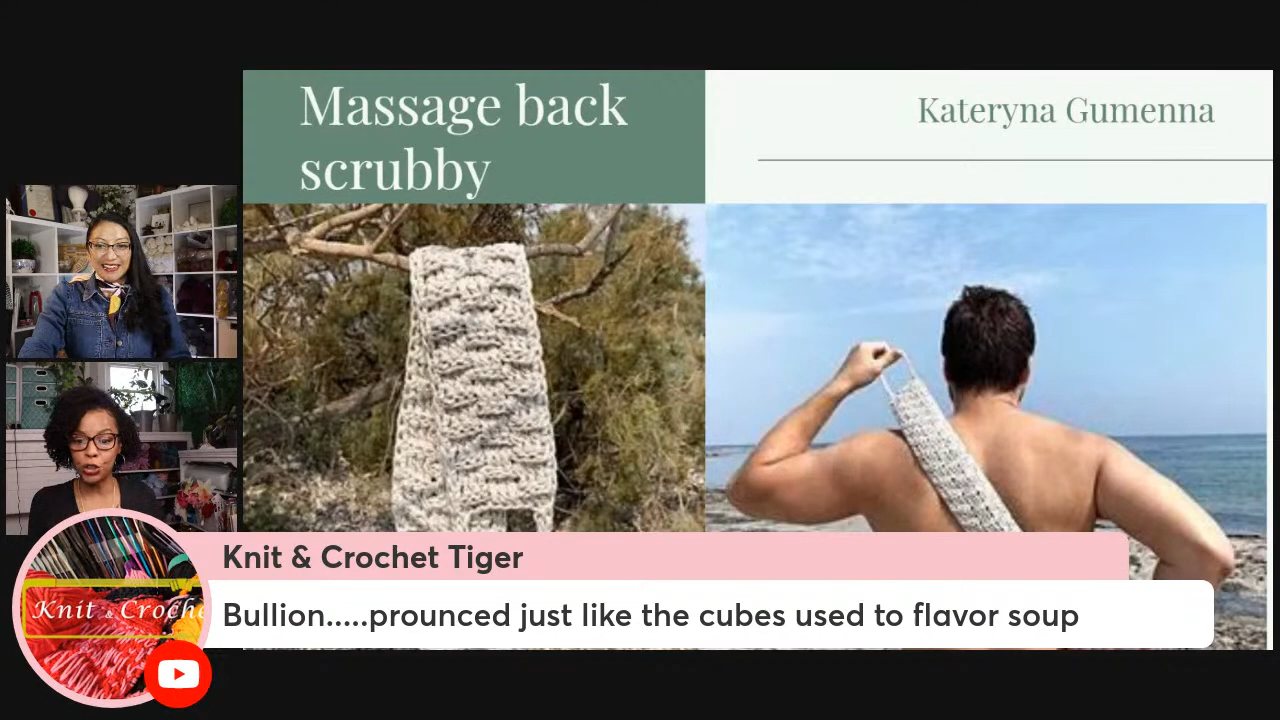 Massage back
scrubby
Kateryna Gumenna
Knit & Crochet Tiger
Bullion.....prounced just like the cubes used to flavor soup
Knit & Croche